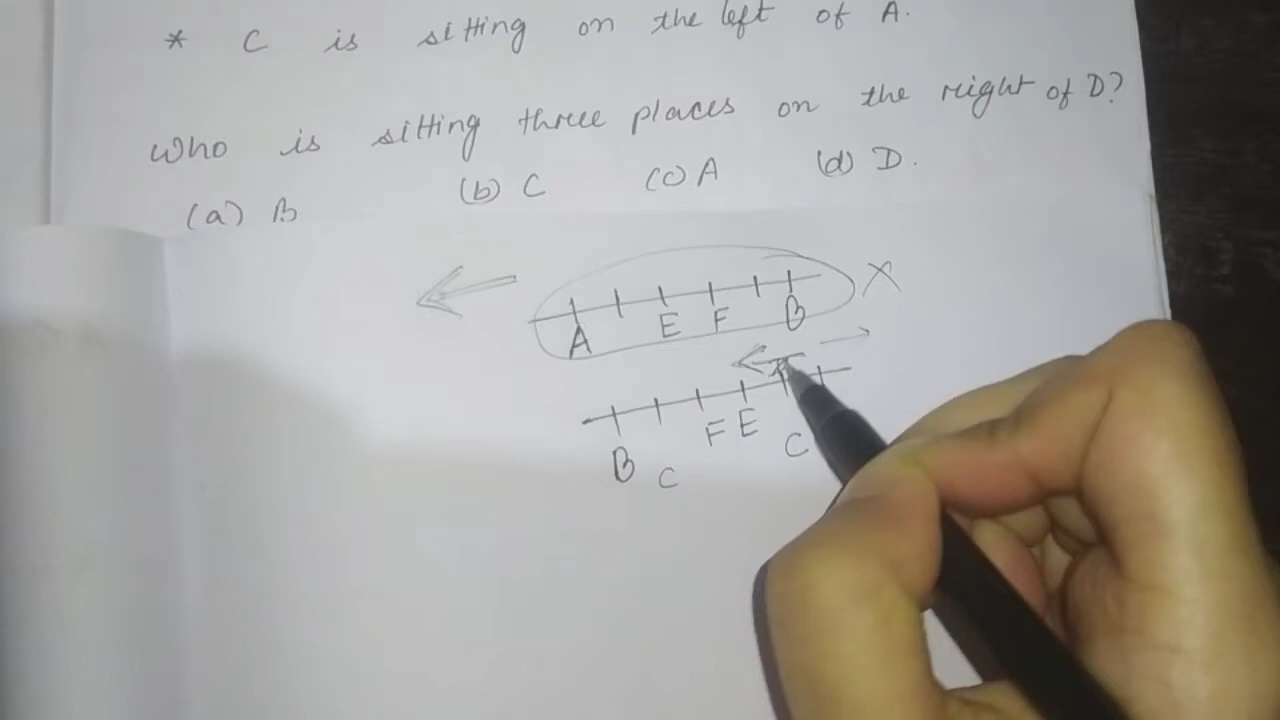 * C is sitting on the left of A.
Who is sitting three places on the right of D?
(a) B (b) C (c) A (d) D.
A E F B X
B C F E C